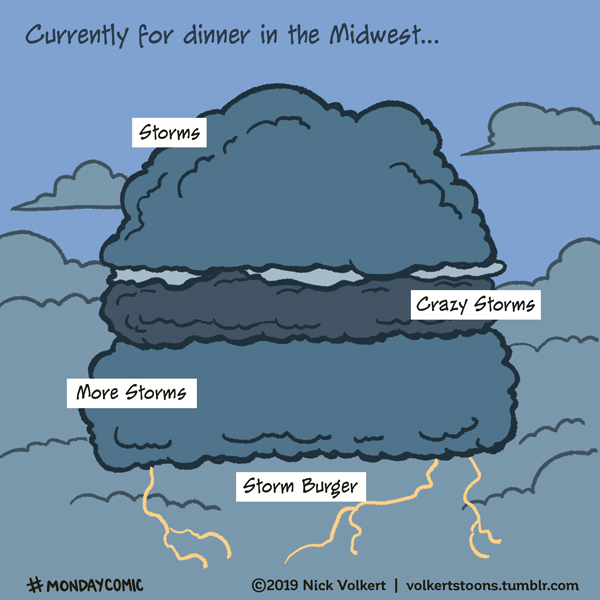 Currently for dinner in the Midwest...
Storms
Crazy Storms
More Storms
Storm Burger
#MONDAYCOMIC
©2019 Nick Volkert | volkertstoons.tumblr.com